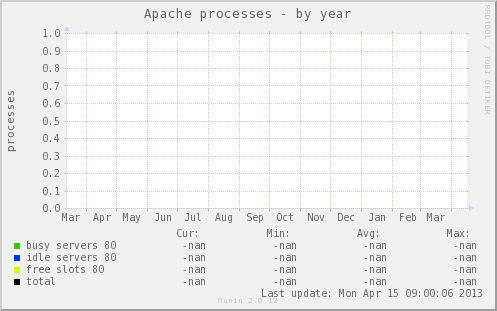 Apache processes - by year
RRDTOOL / TOBI OETIKER
processes
1.0
0.9
0.8
0.7
0.6
0.5
0.4
0.3
0.2
0.1
0.0
Mar Apr May Jun Jul Aug Sep Oct Nov Dec Jan Feb Mar
Cur: Min: Avg: Max:
busy servers 80 -nan -nan -nan -nan
idle servers 80 -nan -nan -nan -nan
free slots 80 -nan -nan -nan -nan
total -nan -nan -nan -nan
Last update: Mon Apr 15 09:00:06 2013
Munin 2.0.12